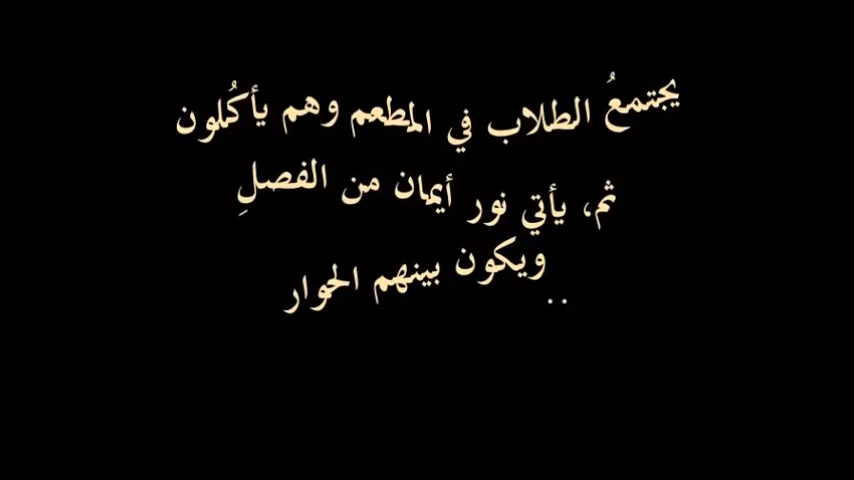 يجتمعُ الطلاب في المطعم وهم يأكُلون
ثم، يأتي نور أيمان من الفصلِ
ويكون بينهم الحوار
..